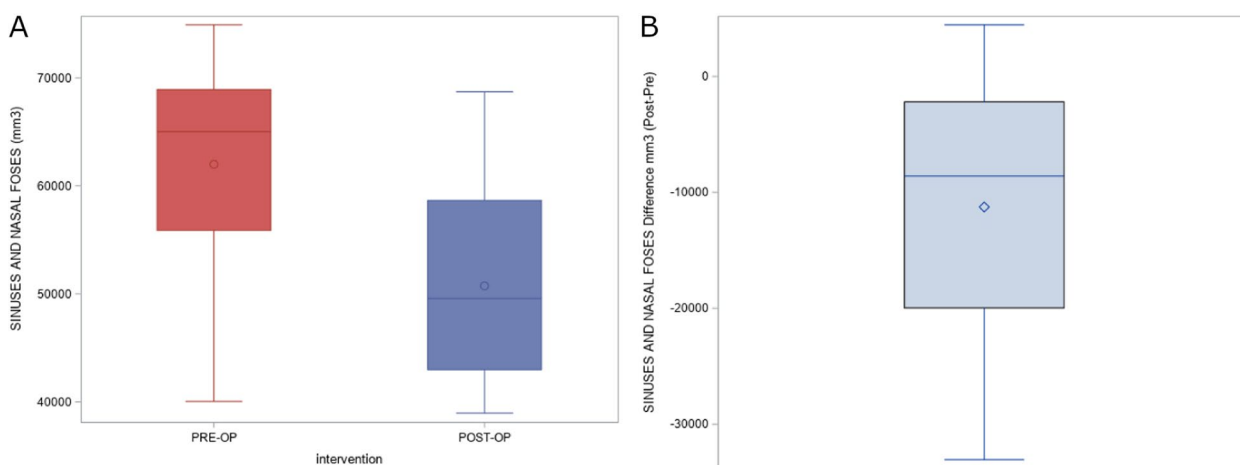 A
SINUSES AND NASAL FOSES (mm3)
70000
60000
50000
40000
PRE-OP
POST-OP
intervention
B
SINUSES AND NASAL FOSES Difference mm3 (Post-Pre)
0
-10000
-20000
-30000